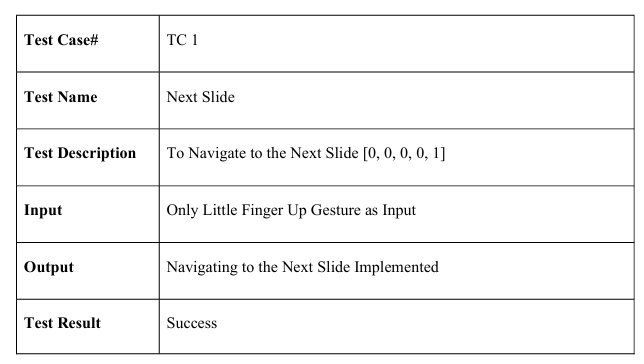 Test Case# TC 1
Test Name Next Slide
Test Description To Navigate to the Next Slide [0, 0, 0, 0, 1]
Input Only Little Finger Up Gesture as Input
Output Navigating to the Next Slide Implemented
Test Result Success